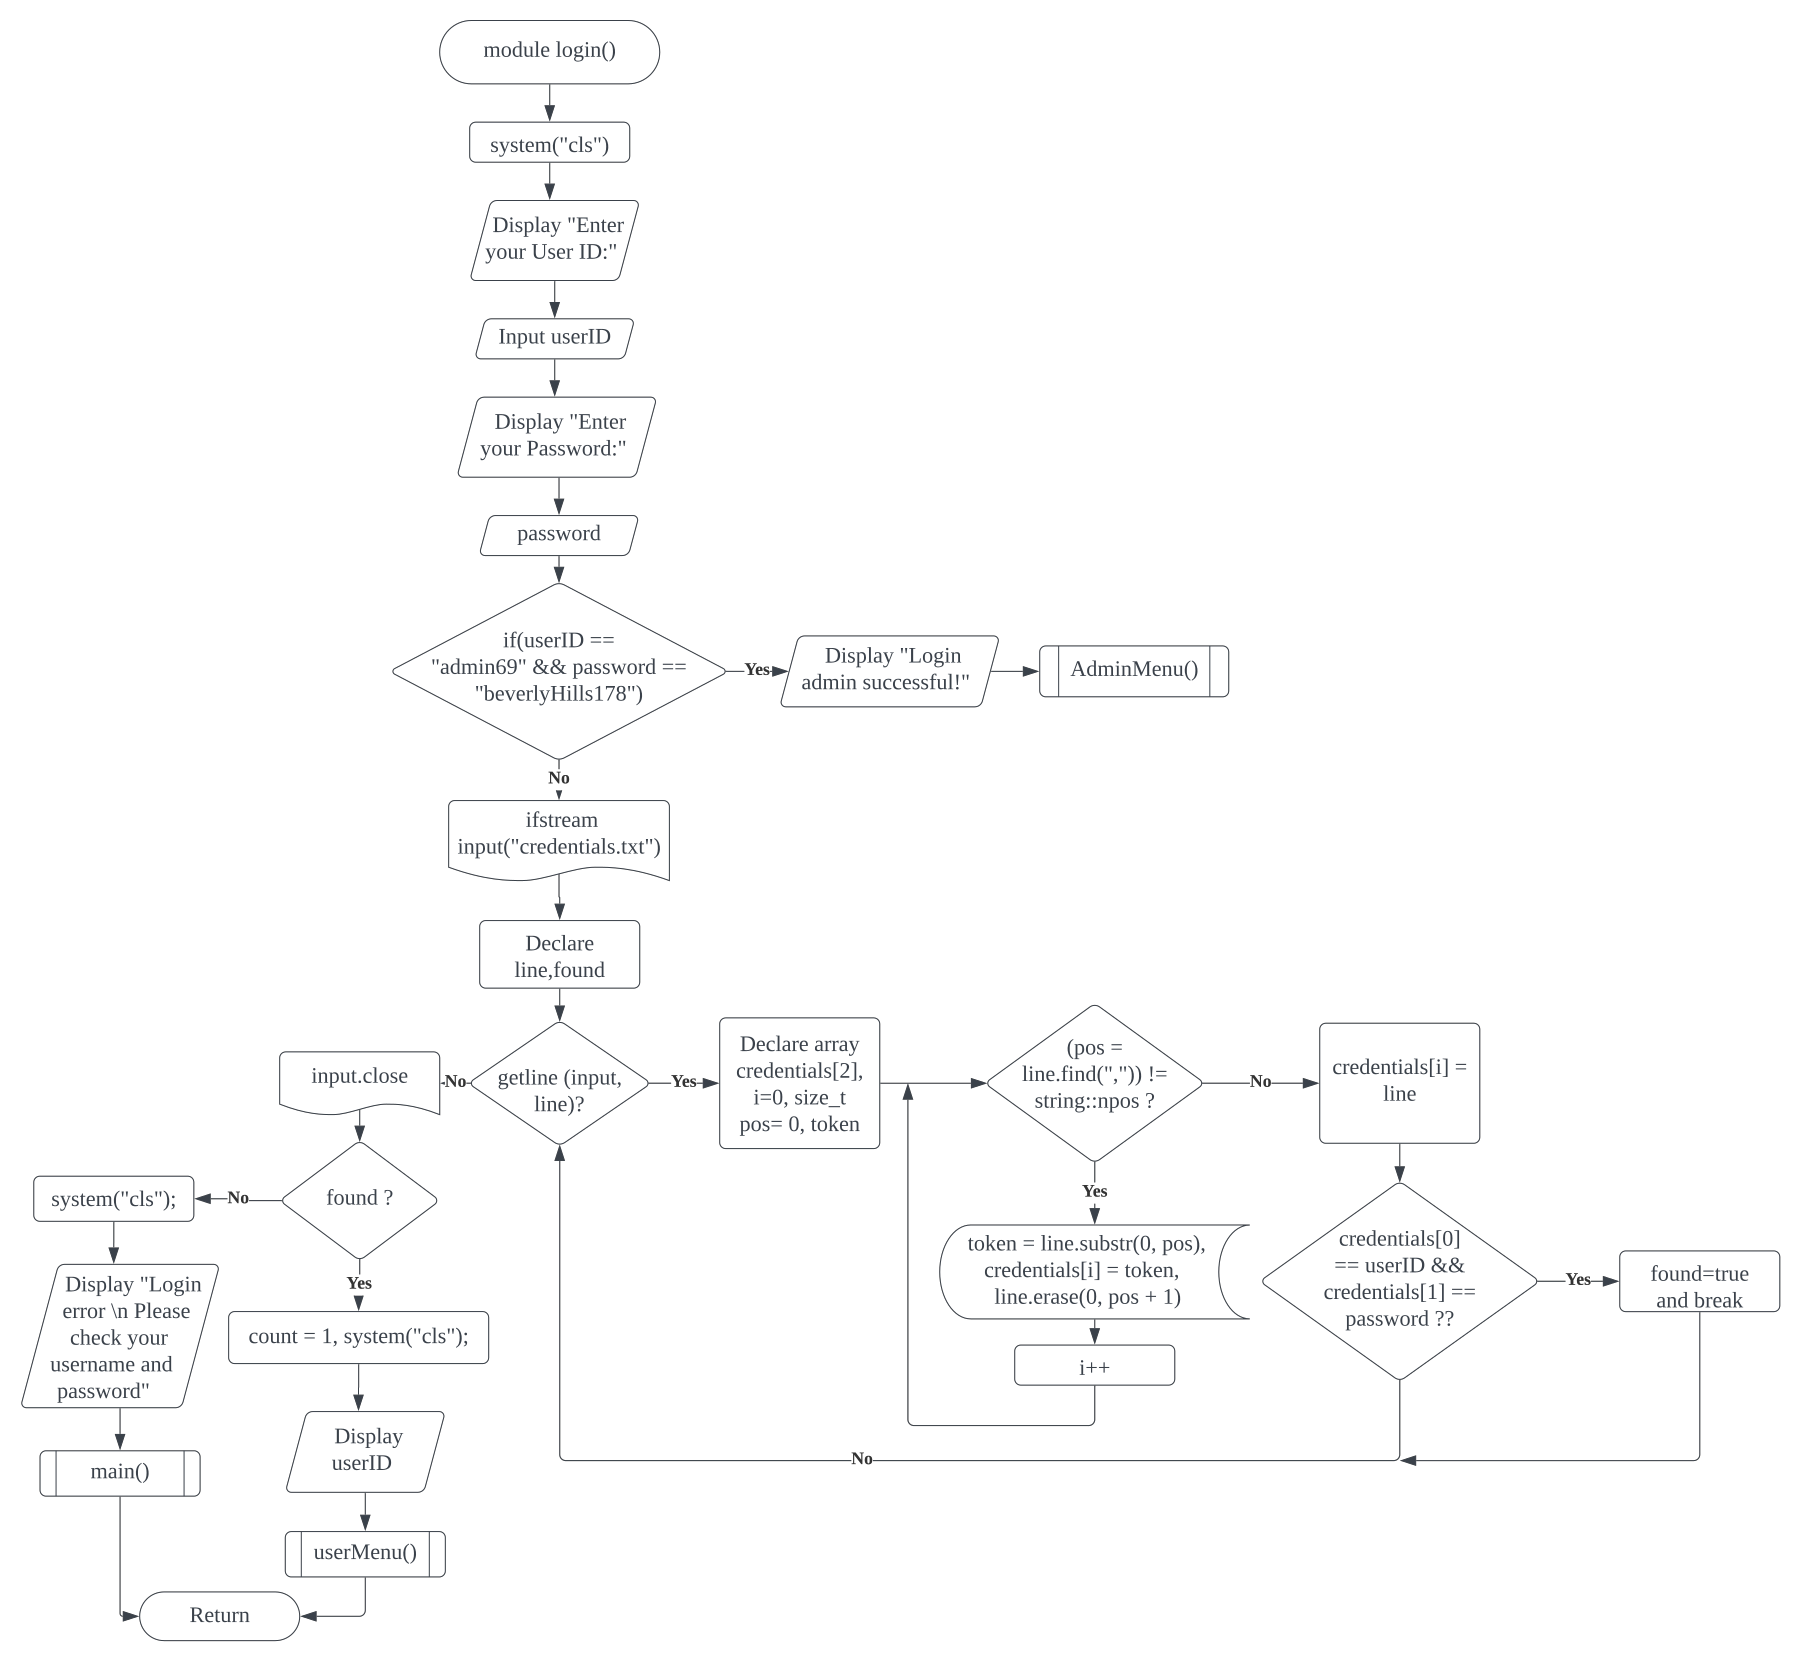 module login()
system("cls")
Display "Enter
your User ID:"
Input userID
Display "Enter
your Password:"
password
if(userID ==
"admin69" && password ==
"beverlyHills178")
Yes
Display "Login
admin successful!"
AdminMenu()
No
ifstream
input("credentials.txt")
Declare
line,found
getline (input,
line)?
Yes
Declare array
credentials[2],
i=0, size_t
pos= 0, token
(pos =
line.find(",")) !=
string::npos ?
No
credentials[i] =
line
Yes
token = line.substr(0, pos),
credentials[i] = token,
line.erase(0, pos + 1)
i++
credentials[0]
== userID &&
credentials[1] ==
password ??
Yes
found=true
and break
No
No
input.close
found ?
No
system("cls");
Display "Login
error \n Please
check your
username and
password"
main()
Yes
count = 1, system("cls");
Display
userID
userMenu()
Return